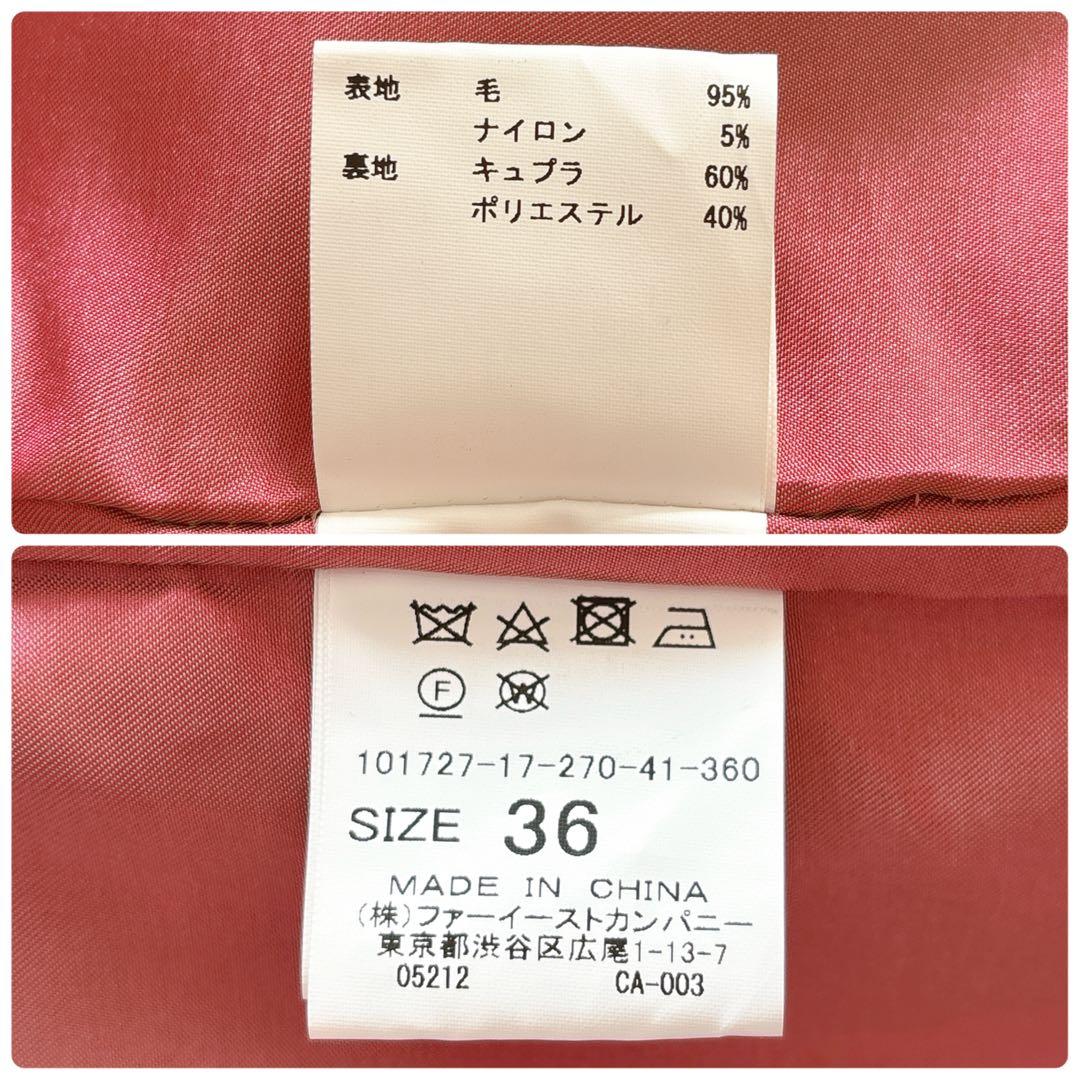 表地 毛 95%
ナイロン 5%
裏地 キュプラ 60%
ポリエステル 40%
F
W
101727-17-270-41-360
SIZE 36
MADE IN CHINA
(株)ファーイーストカンパニー
東京都渋谷区広尾1-13-7
05212 CA-003